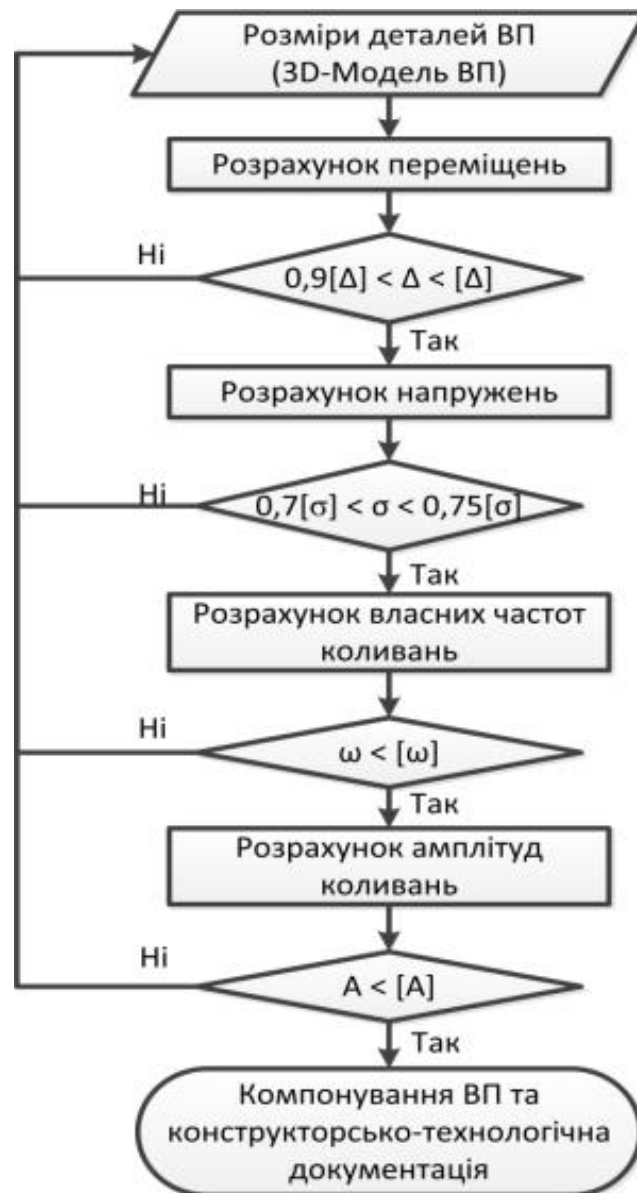 Розміри деталей ВП
(3D-Модель ВП)
Розрахунок переміщень
Ні
0,9[Δ] < Δ < [Δ]
Так
Розрахунок напружень
Ні
0,7[σ] < σ < 0,75[σ]
Так
Розрахунок власних частот
коливань
Ні
ω < [ω]
Так
Розрахунок амплітуд
коливань
Ні
А < [А]
Так
Компонування ВП та
конструкторсько-технологічна
документація